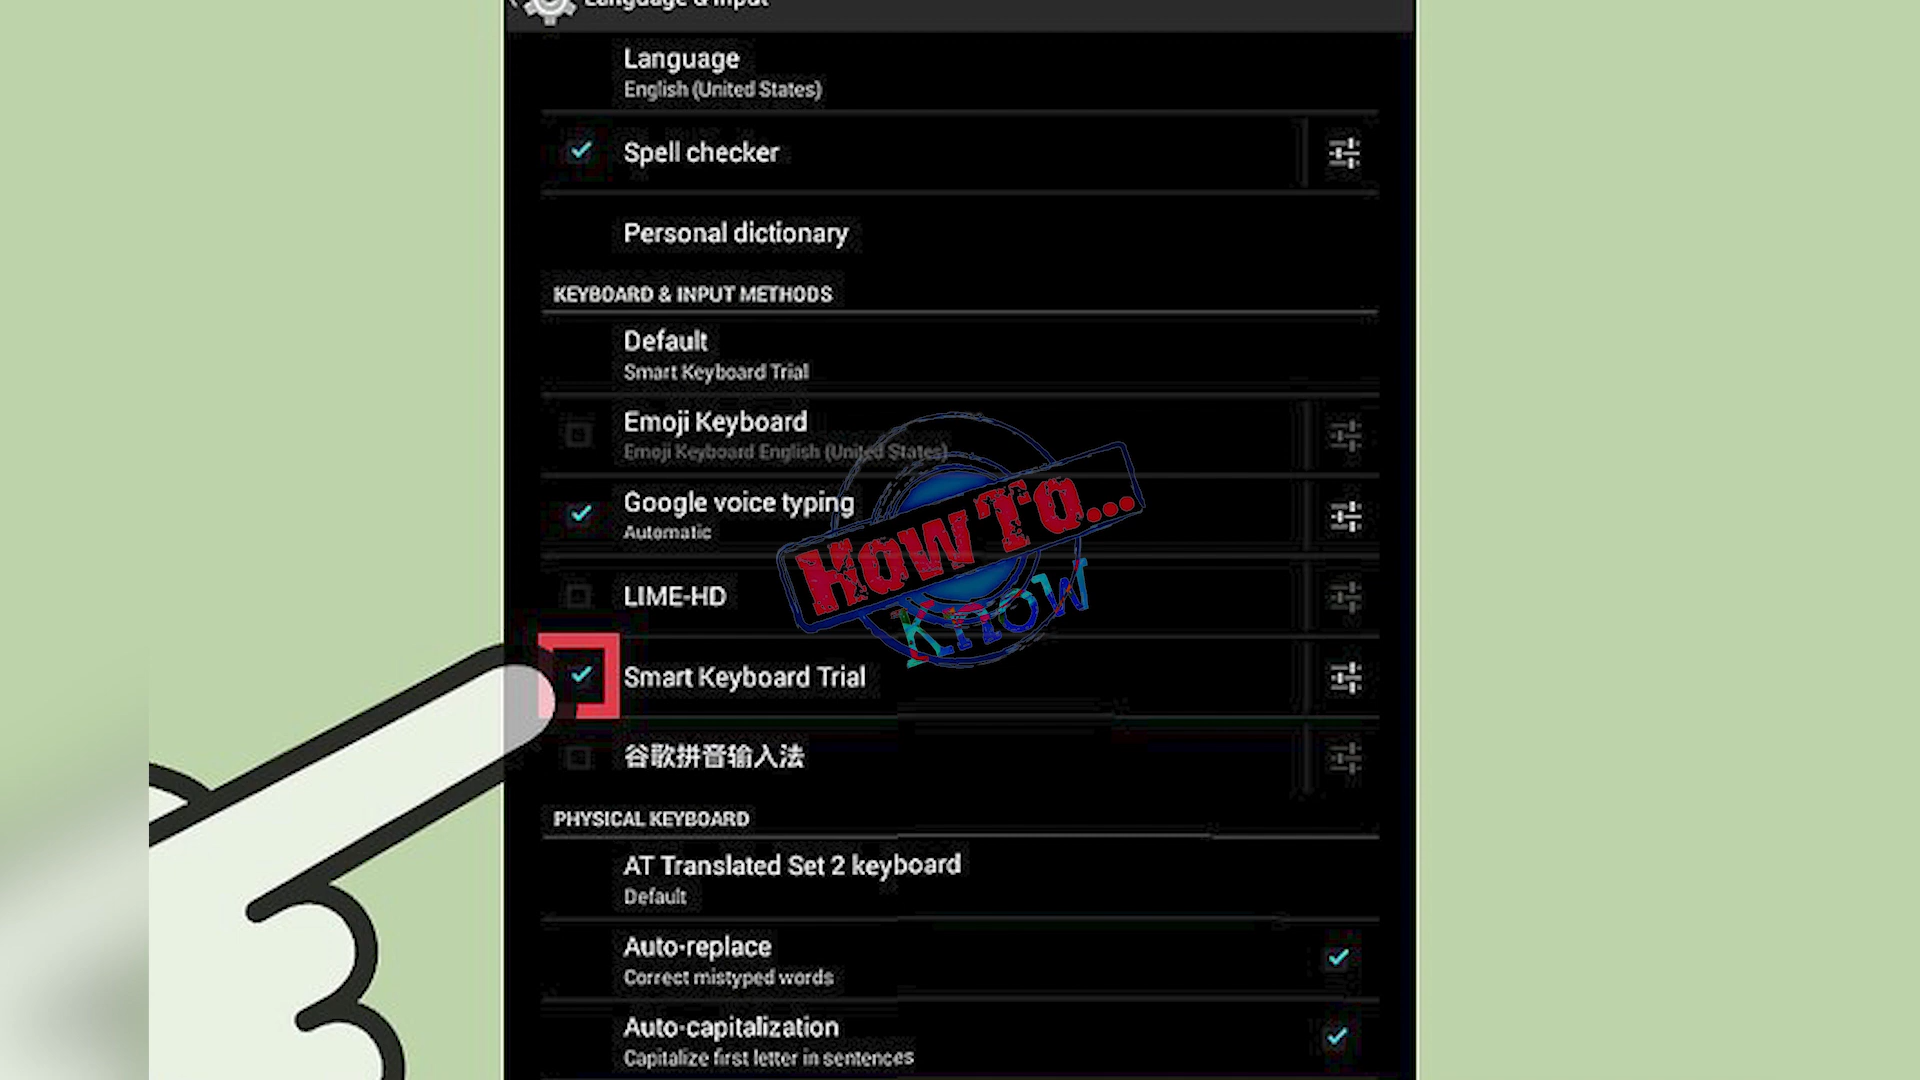 Language & input
Language
English (United States)
Spell checker
Personal dictionary
KEYBOARD & INPUT METHODS
Default
Smart Keyboard Trial
Emoji Keyboard
Emoji Keyboard English (United States)
Google voice typing
Automatic
HowTo...
Know
LIME-HD
Smart Keyboard Trial
谷歌拼音输入法
PHYSICAL KEYBOARD
AT Translated Set 2 keyboard
Default
Auto-replace
Correct mistyped words
Auto-capitalization
Capitalize first letter in sentences